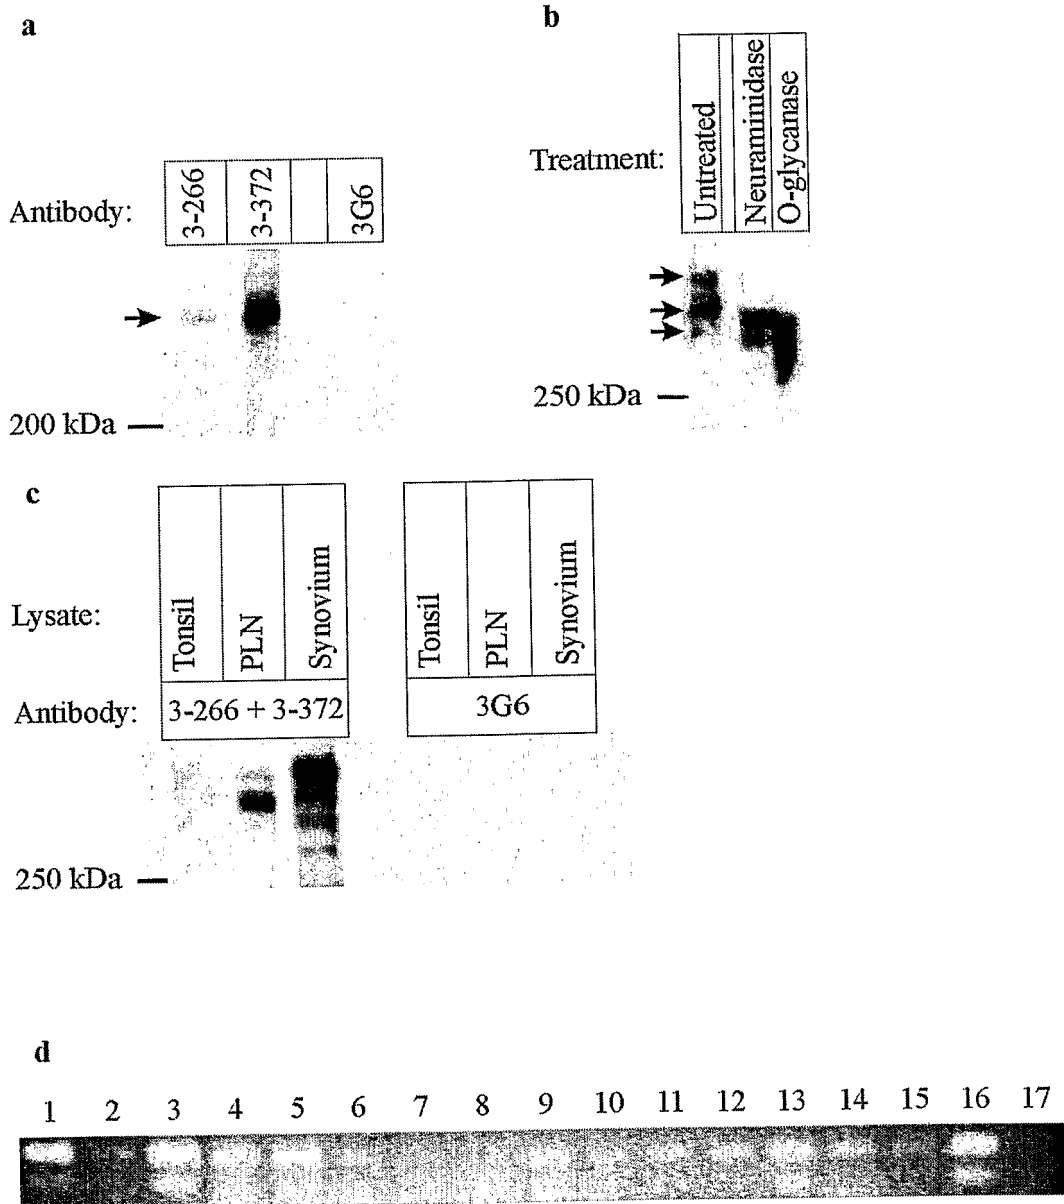 a
Antibody:
3-266
3-372
3G6
200 kDa
b
Treatment:
Untreated
Neuraminidase
O-glycanase
250 kDa
c
Lysate:
Tonsil
PLN
Synovium
Tonsil
PLN
Synovium
Antibody:
3-266 + 3-372
3G6
250 kDa
d
1 2 3 4 5 6 7 8 9 10 11 12 13 14 15 16 17